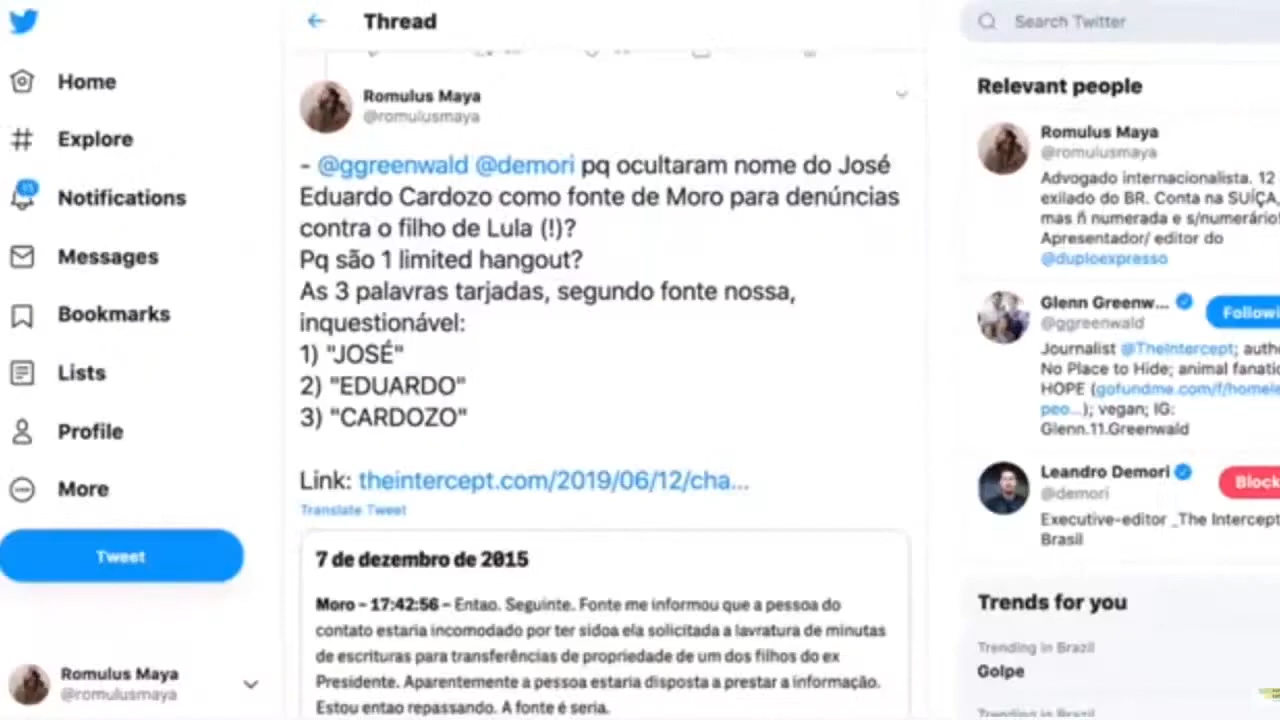 Thread
Search Twitter
Home
Explore
Notifications
Messages
Bookmarks
Lists
Profile
More
Tweet
Romulus Maya
@romulusmaya
Romulus Maya
@romulusmaya
- @ggreenwald @demori pq ocultaram nome do José
Eduardo Cardozo como fonte de Moro para denúncias
contra o filho de Lula (!)?
Pq são 1 limited hangout?
As 3 palavras tarjadas, segundo fonte nossa,
inquestionável:
1) "JOSÉ"
2) "EDUARDO"
3) "CARDOZO"
Link: theintercept.com/2019/06/12/cha...
Translate Tweet
7 de dezembro de 2015
Moro – 17:42:56 – Entao. Seguinte. Fonte me informou que a pessoa do
contato estaria incomodado por ter sidoa ela solicitada a lavratura de minutas
de escrituras para transferências de propriedade de um dos filhos do ex
Presidente. Aparentemente a pessoa estaria disposta a prestar a informação.
Estou entao repassando. A fonte é seria.
Relevant people
Romulus Maya
@romulusmaya
Advogado internacionalista. 12
exilado do BR. Conta na SUÍÇA,
mas ñ numerada e s/numerário!
Apresentador/ editor do
@duploexpresso
Glenn Greenw...
@ggreenwald
Followi
Journalist @TheIntercept; auth
No Place to Hide; animal fanatic
HOPE (gofundme.com/f/homele
peo...); vegan; IG:
Glenn.11.Greenwald
Leandro Demori
@demori
Block
Executive-editor _The Intercept
Brasil
Trends for you
Trending in Brazil
Golpe
Trending in Brazil